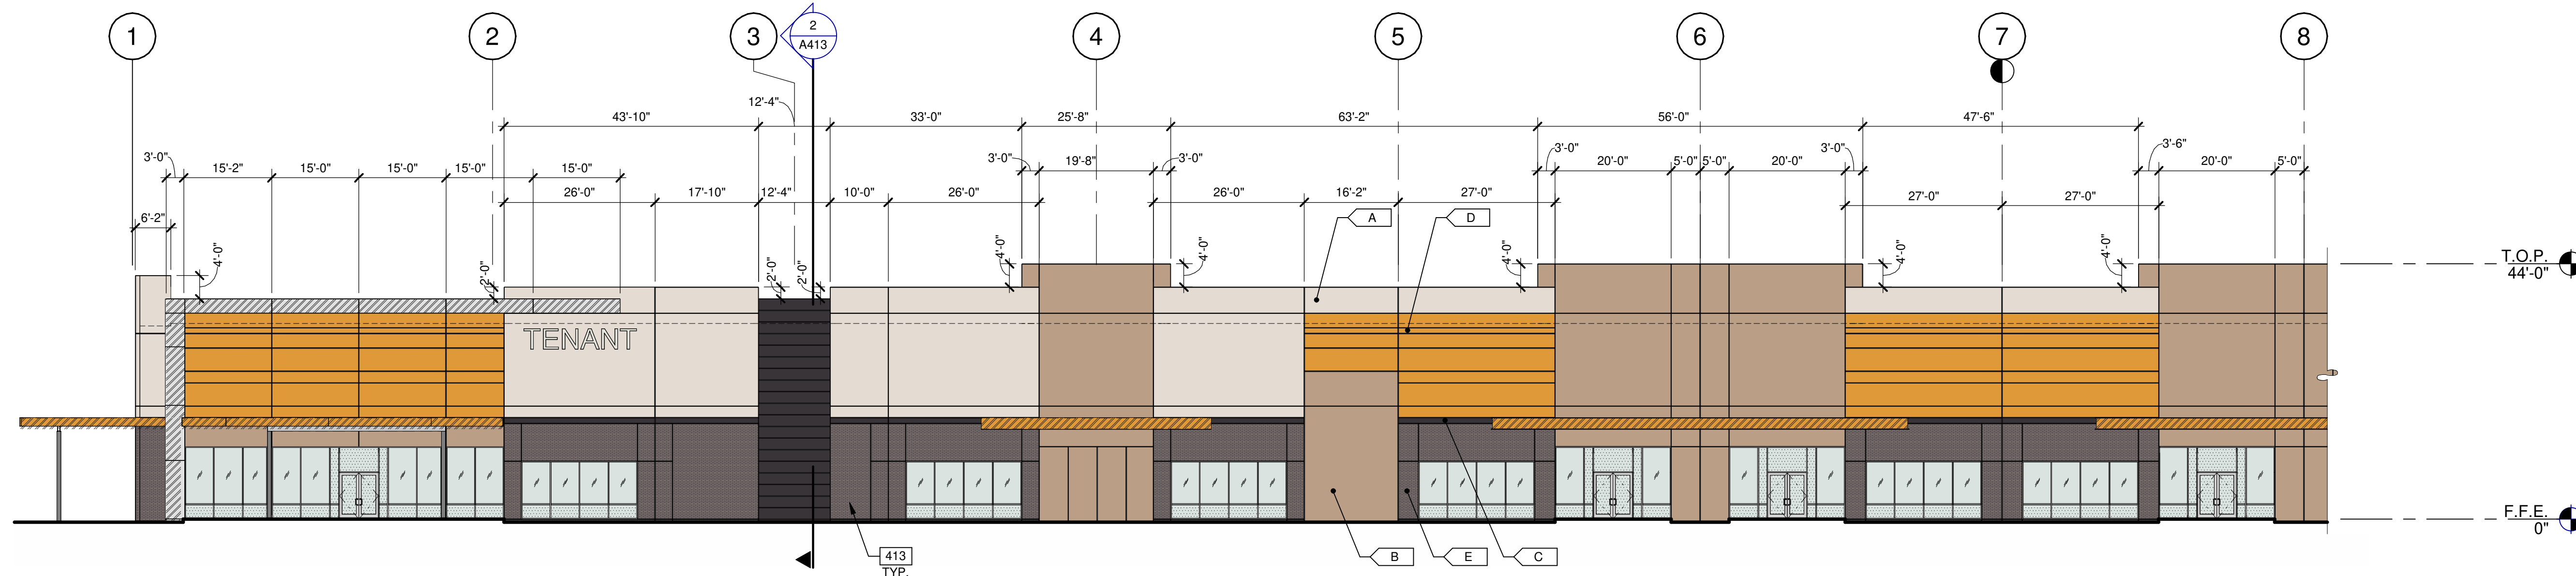 1 2 3 2 4 5 6 7 8
A413
12'-4"
43'-10" 33'-0" 25'-8" 63'-2" 56'-0" 47'-6"
3'-0" 15'-2" 15'-0" 15'-0" 15'-0" 15'-0" 3'-0" 19'-8" 3'-0" 3'-0" 20'-0" 5'-0" 5'-0" 20'-0" 3'-0" 3'-6" 20'-0" 5'-0"
26'-0" 17'-10" 12'-4" 10'-0" 26'-0" 26'-0" 16'-2" 27'-0" 27'-0" 27'-0"
6'-2" A D
4'-0" 2'-0" 2'-0" 2'-0" 4'-0" 4'-0" 4'-0" 4'-0" 4'-0"
T.O.P.
44'-0"
TENANT
F.F.E.
0"
413 B E C
TYP.